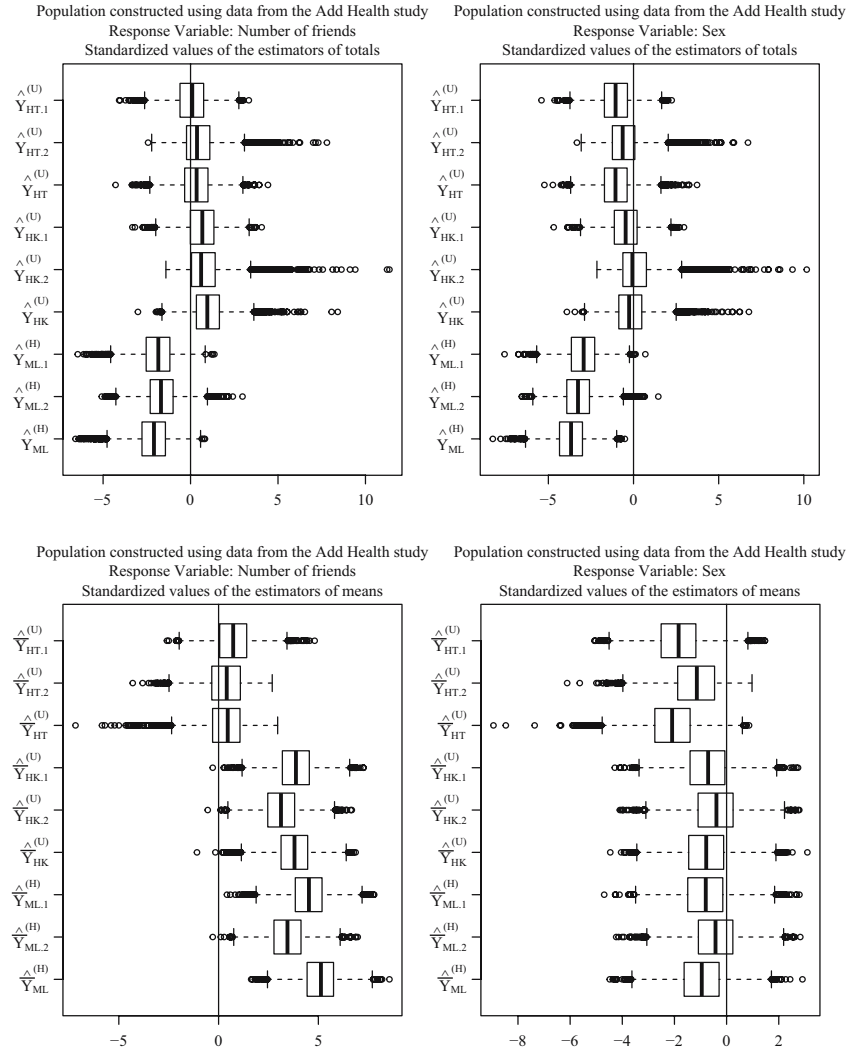 Population constructed using data from the Add Health study
Response Variable: Number of friends
Standardized values of the estimators of totals
Ŷ_HT.1^(U)
Ŷ_HT.2^(U)
Ŷ_HT^(U)
Ŷ_HK.1^(U)
Ŷ_HK.2^(U)
Ŷ_HK^(U)
Ŷ_ML.1^(H)
Ŷ_ML.2^(H)
Ŷ_ML^(H)
−5 0 5 10
Population constructed using data from the Add Health study
Response Variable: Sex
Standardized values of the estimators of totals
Ŷ_HT.1^(U)
Ŷ_HT.2^(U)
Ŷ_HT^(U)
Ŷ_HK.1^(U)
Ŷ_HK.2^(U)
Ŷ_HK^(U)
Ŷ_ML.1^(H)
Ŷ_ML.2^(H)
Ŷ_ML^(H)
−5 0 5 10
Population constructed using data from the Add Health study
Response Variable: Number of friends
Standardized values of the estimators of means
Ȳ̂_HT.1^(U)
Ȳ̂_HT.2^(U)
Ȳ̂_HT^(U)
Ȳ̂_HK.1^(U)
Ȳ̂_HK.2^(U)
Ȳ̂_HK^(U)
Ȳ̂_ML.1^(H)
Ȳ̂_ML.2^(H)
Ȳ̂_ML^(H)
−5 0 5
Population constructed using data from the Add Health study
Response Variable: Sex
Standardized values of the estimators of means
Ȳ̂_HT.1^(U)
Ȳ̂_HT.2^(U)
Ȳ̂_HT^(U)
Ȳ̂_HK.1^(U)
Ȳ̂_HK.2^(U)
Ȳ̂_HK^(U)
Ȳ̂_ML.1^(H)
Ȳ̂_ML.2^(H)
Ȳ̂_ML^(H)
−8 −6 −4 −2 0 2